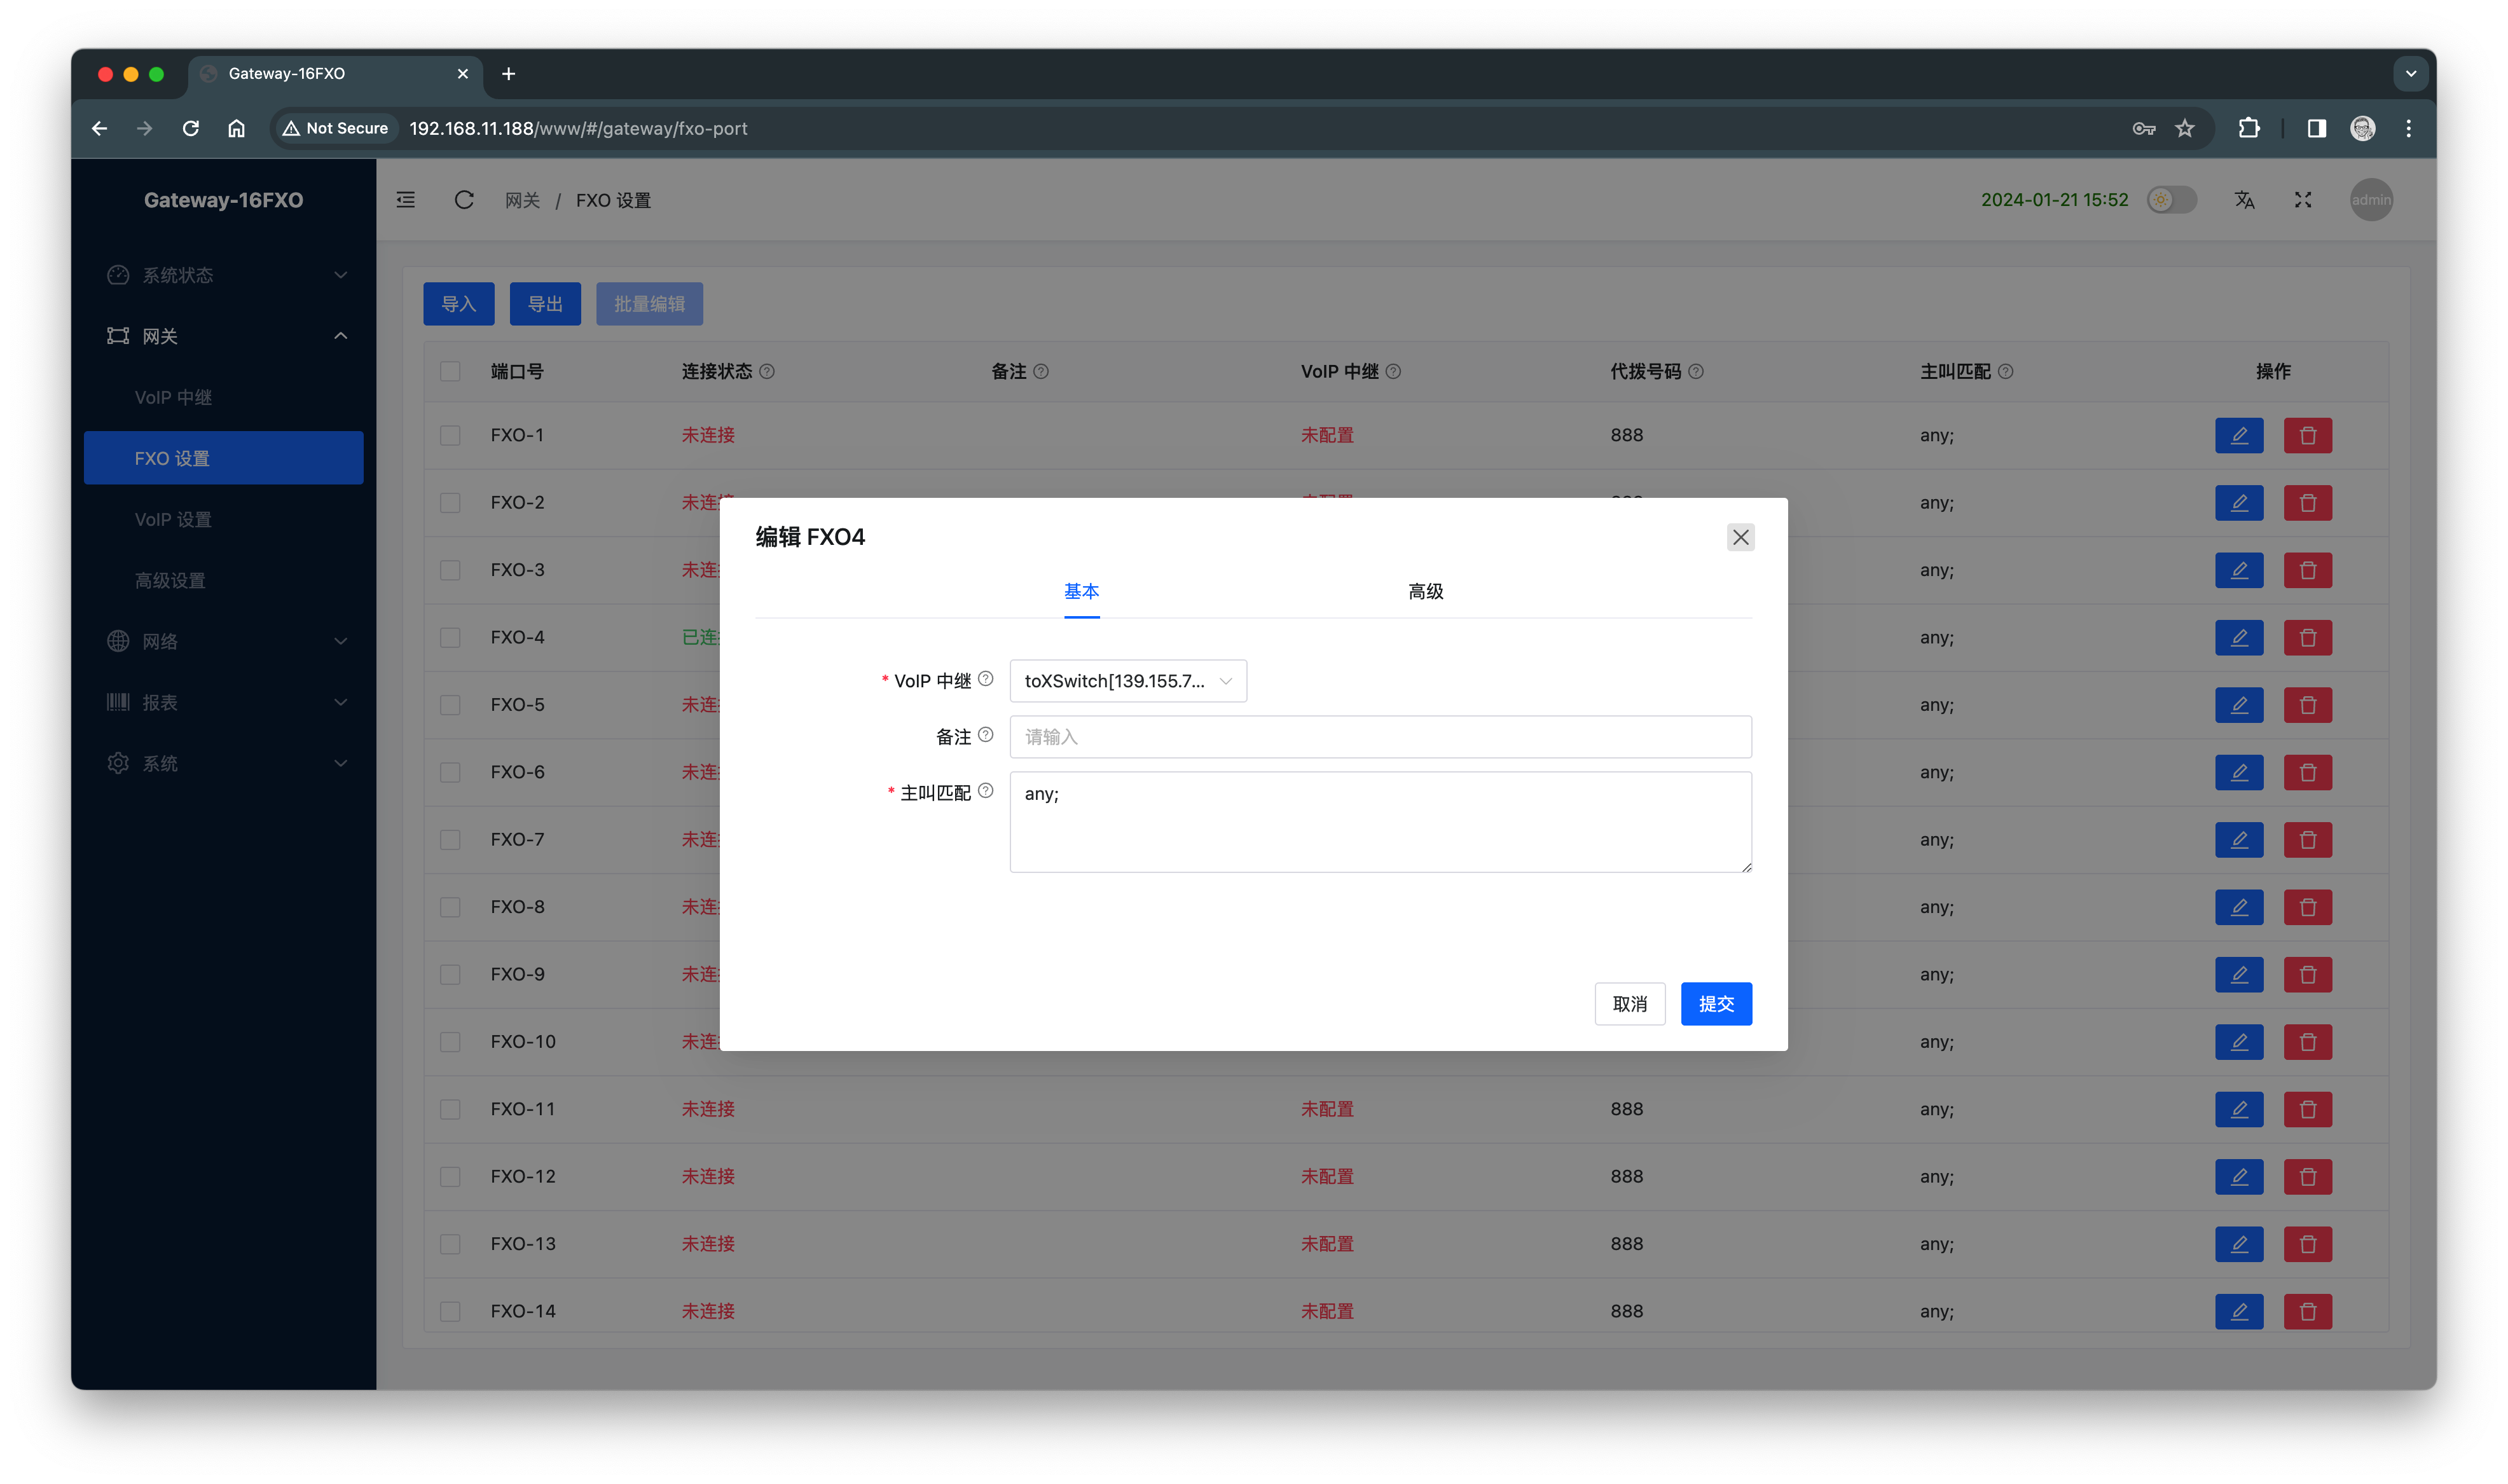 Gateway-16FXO
Not Secure 192.168.11.188/www/#/gateway/fxo-port
Gateway-16FXO
网关 / FXO 设置
2024-01-21 15:52
admin
系统状态
网关
VoIP 中继
FXO 设置
VoIP 设置
高级设置
网络
报表
系统
导入 导出 批量编辑
端口号 连接状态 备注 VoIP 中继 代拨号码 主叫匹配 操作
FXO-1 未连接 未配置 888 any;
FXO-2 未连接 未配置 888 any;
FXO-3 未连 any;
FXO-4 已连 any;
FXO-5 未连 any;
FXO-6 未连 any;
FXO-7 未连 any;
FXO-8 未连 any;
FXO-9 未连 any;
FXO-10 未连 any;
FXO-11 未连接 未配置 888 any;
FXO-12 未连接 未配置 888 any;
FXO-13 未连接 未配置 888 any;
FXO-14 未连接 未配置 888 any;
编辑 FXO4
基本 高级
* VoIP 中继 toXSwitch[139.155.7...
备注 请输入
* 主叫匹配 any;
取消 提交